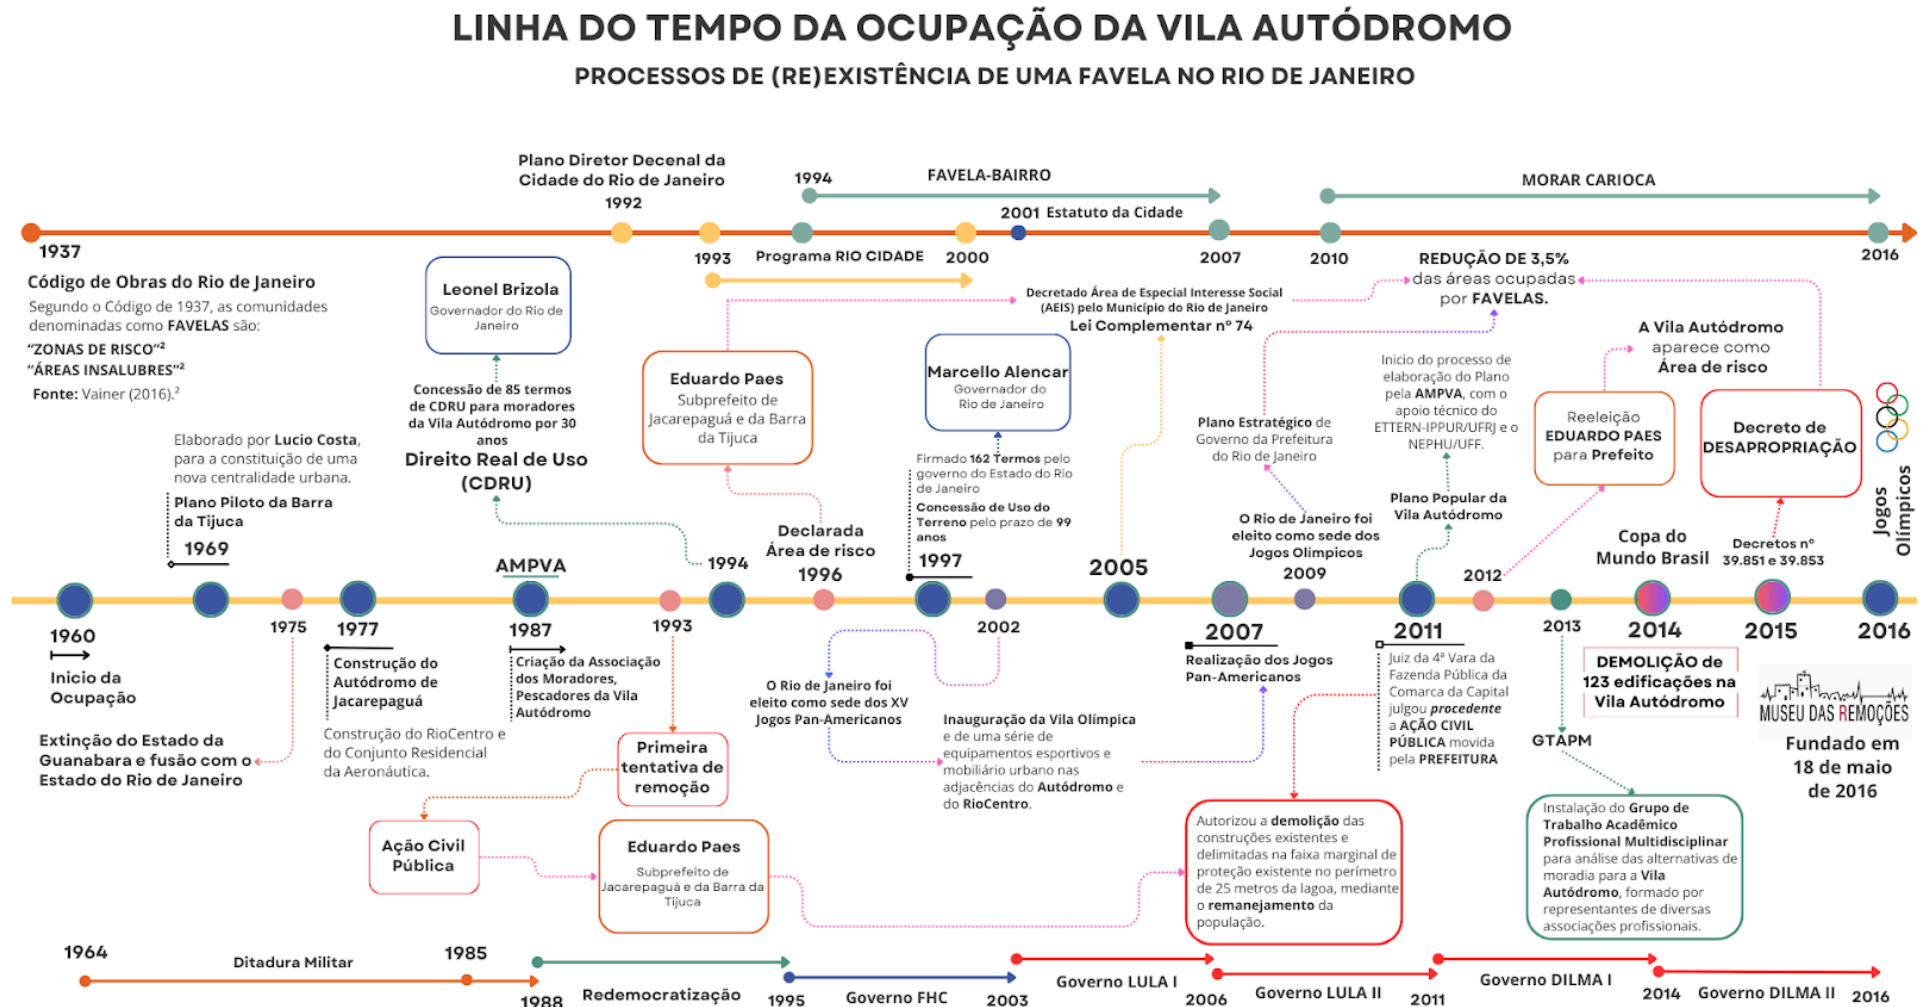 LINHA DO TEMPO DA OCUPAÇÃO DA VILA AUTÓDROMO
PROCESSOS DE (RE)EXISTÊNCIA DE UMA FAVELA NO RIO DE JANEIRO
Plano Diretor Decenal da
Cidade do Rio de Janeiro
1992
1994
FAVELA-BAIRRO
MORAR CARIOCA
2001 Estatuto da Cidade
1937
1993
Programa RIO CIDADE
2000
2007
2010
2016
Código de Obras do Rio de Janeiro
Segundo o Código de 1937, as comunidades
denominadas como FAVELAS são:
“ZONAS DE RISCO”²
“ÁREAS INSALUBRES”²
Fonte: Vainer (2016).²
Leonel Brizola
Governador do Rio de
Janeiro
Concessão de 85 termos
de CDRU para moradores
da Vila Autódromo por 30
anos
Direito Real de Uso
(CDRU)
Eduardo Paes
Subprefeito de
Jacarepaguá e da Barra
da Tijuca
Decretado Área de Especial Interesse Social
(AEIS) pelo Município do Rio de Janeiro
Lei Complementar nº 74
Marcello Alencar
Governador do
Rio de Janeiro
Firmado 162 Termos pelo
governo do Estado do Rio
de Janeiro
Concessão de Uso do
Terreno pelo prazo de 99
anos
REDUÇÃO DE 3,5%
das áreas ocupadas
por FAVELAS.
Plano Estratégico de
Governo da Prefeitura
do Rio de Janeiro
O Rio de Janeiro foi
eleito como sede dos
Jogos Olímpicos
Inicio do processo de
elaboração do Plano
pela AMPVA, com o
apoio técnico do
ETTERN-IPPUR/UFRJ e o
NEPHU/UFF.
Plano Popular da
Vila Autódromo
A Vila Autódromo
aparece como
Área de risco
Reeleição
EDUARDO PAES
para Prefeito
Decreto de
DESAPROPRIAÇÃO
Copa do
Mundo Brasil
Decretos nº
39.851 e 39.853
Jogos
Olímpicos
Elaborado por Lucio Costa,
para a constituição de uma
nova centralidade urbana.
Plano Piloto da Barra
da Tijuca
1969
AMPVA
1994
Declarada
Área de risco
1996
1997
2005
2009
2012
1960
1975
1977
1987
1993
2002
2007
2011
2013
2014
2015
2016
Inicio da
Ocupação
Extinção do Estado da
Guanabara e fusão com o
Estado do Rio de Janeiro
Construção do
Autódromo de
Jacarepaguá
Construção do RioCentro e
do Conjunto Residencial
da Aeronáutica.
Criação da Associação
dos Moradores,
Pescadores da Vila
Autódromo
Primeira
tentativa de
remoção
Ação Civil
Pública
Eduardo Paes
Subprefeito de
Jacarepaguá e da Barra da
Tijuca
O Rio de Janeiro foi
eleito como sede dos XV
Jogos Pan-Americanos
Inauguração da Vila Olímpica
e de uma série de
equipamentos esportivos e
mobiliário urbano nas
adjacências do Autódromo e
do RioCentro.
Realização dos Jogos
Pan-Americanos
Juiz da 4ª Vara da
Fazenda Pública da
Comarca da Capital
julgou procedente
a AÇÃO CIVIL
PÚBLICA movida
pela PREFEITURA
Autorizou a demolição das
construções existentes e
delimitadas na faixa marginal de
proteção existente no perímetro
de 25 metros da lagoa, mediante
o remanejamento da
população.
GTAPM
Instalação do Grupo de
Trabalho Acadêmico
Profissional Multidisciplinar
para análise das alternativas de
moradia para a Vila
Autódromo, formado por
representantes de diversas
associações profissionais.
DEMOLIÇÃO de
123 edificações na
Vila Autódromo
MUSEU DAS REMOÇÕES
Fundado em
18 de maio
de 2016
1964
Ditadura Militar
1985
1988
Redemocratização
1995
Governo FHC
2003
Governo LULA I
2006
Governo LULA II
2011
Governo DILMA I
2014
Governo DILMA II
2016